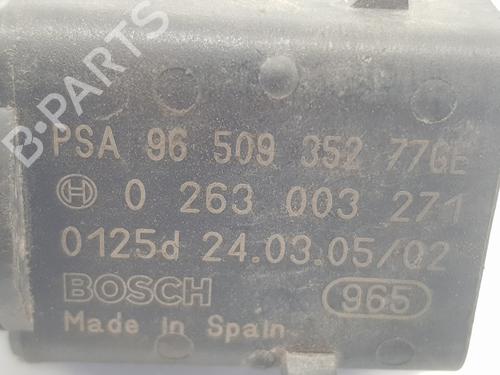 B-PARTS
PSA 96 509 352 77GE
0 263 003 271
0125d 24.03.05/02
BOSCH 965
Made in Spain